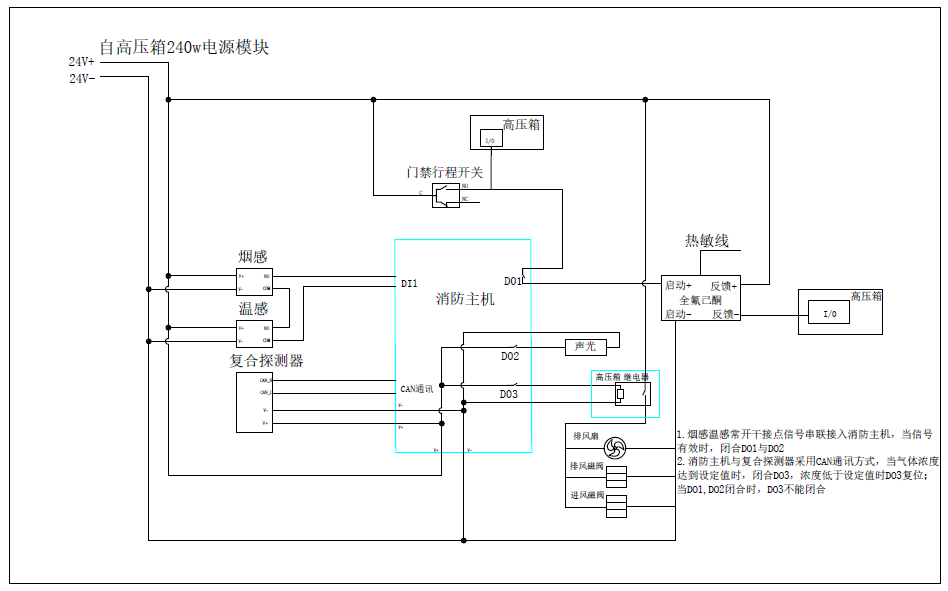 自高压箱240w电源模块
24V+
24V-
高压箱
I/O
门禁行程开关
C
NO
NC
热敏线
烟感
V+
NO
V-
COM
DI1
消防主机
DO1
启动+
反馈+
全氟己酮
启动-
反馈-
高压箱
I/O
温感
V+
NO
V-
COM
声光
DO2
复合探测器
CAN_H
CAN_L
V-
V+
CAN通讯
V-
V+
DO3
高压箱 继电器
V+
V-
排风扇
排风磁阀
进风磁阀
1.烟感温感常开干接点信号串联接入消防主机，当信号
有效时，闭合DO1与DO2
2.消防主机与复合探测器采用CAN通讯方式，当气体浓度
达到设定值时，闭合DO3，浓度低于设定值时DO3复位；
当DO1,DO2闭合时，DO3不能闭合